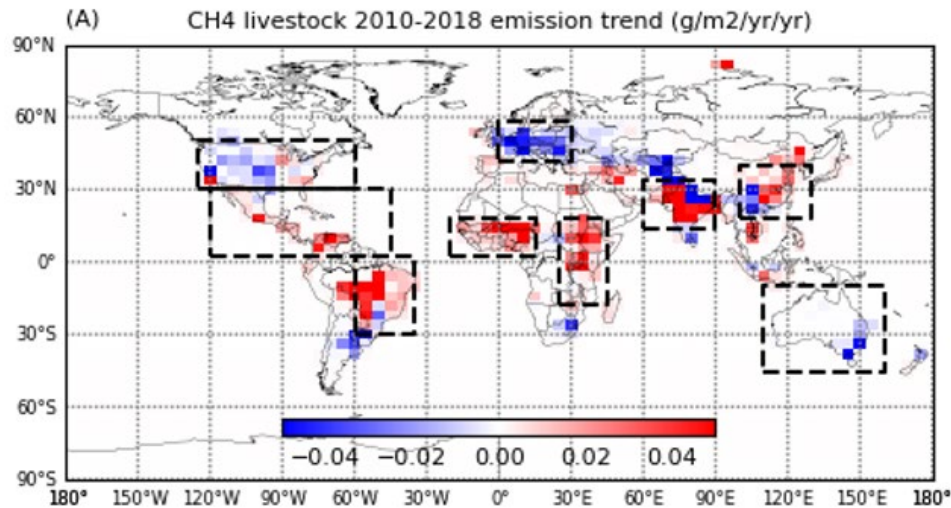 (A) CH4 livestock 2010-2018 emission trend (g/m2/yr/yr)
90°N
60°N
30°N
0°
30°S
60°S
−0.04 −0.02 0.00 0.02 0.04
90°S
180° 150°W 120°W 90°W 60°W 30°W 0° 30°E 60°E 90°E 120°E 150°E 180°